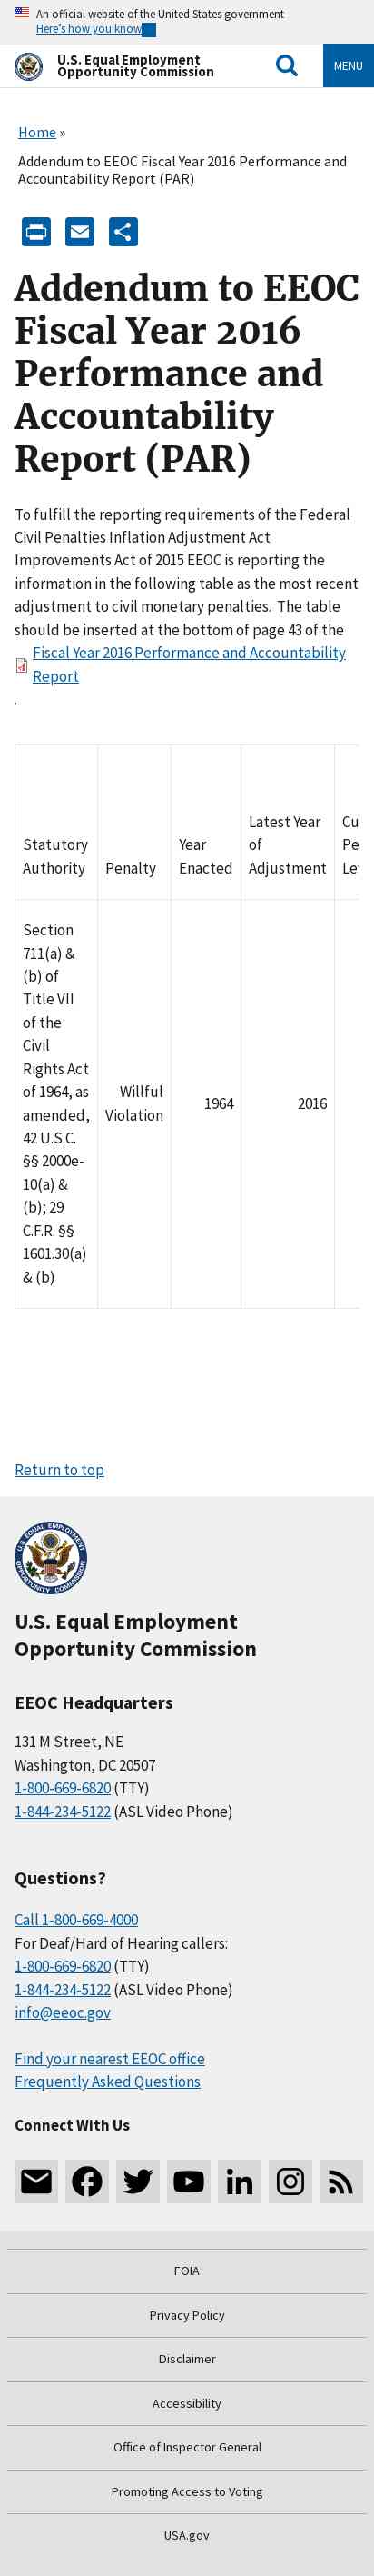 An official website of the United States government
Here's how you know
U.S. Equal Employment
Opportunity Commission
MENU
Home »
Addendum to EEOC Fiscal Year 2016 Performance and
Accountability Report (PAR)
Addendum to EEOC
Fiscal Year 2016
Performance and
Accountability
Report (PAR)
To fulfill the reporting requirements of the Federal
Civil Penalties Inflation Adjustment Act
Improvements Act of 2015 EEOC is reporting the
information in the following table as the most recent
adjustment to civil monetary penalties. The table
should be inserted at the bottom of page 43 of the
Fiscal Year 2016 Performance and Accountability
Report
.
Statutory
Authority
Penalty
Year
Enacted
Latest Year
of
Adjustment
Section
711(a) &
(b) of
Title VII
of the
Civil
Rights Act
of 1964, as
amended,
42 U.S.C.
§§ 2000e-
10(a) &
(b); 29
C.F.R. §§
1601.30(a)
& (b)
Willful
Violation
1964
2016
Return to top
U.S. Equal Employment
Opportunity Commission
EEOC Headquarters
131 M Street, NE
Washington, DC 20507
1-800-669-6820 (TTY)
1-844-234-5122 (ASL Video Phone)
Questions?
Call 1-800-669-4000
For Deaf/Hard of Hearing callers:
1-800-669-6820 (TTY)
1-844-234-5122 (ASL Video Phone)
info@eeoc.gov
Find your nearest EEOC office
Frequently Asked Questions
Connect With Us
FOIA
Privacy Policy
Disclaimer
Accessibility
Office of Inspector General
Promoting Access to Voting
USA.gov